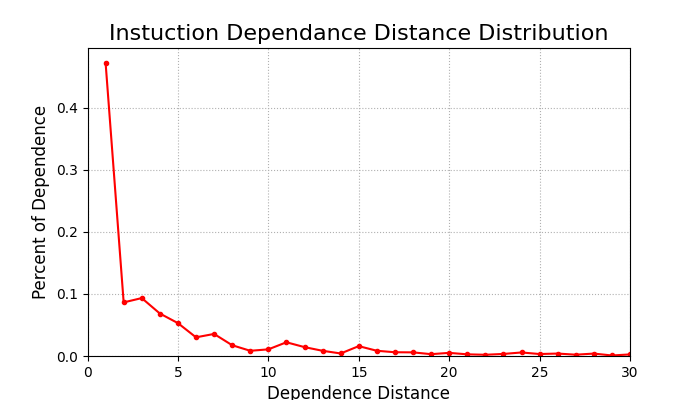 Instuction Dependance Distance Distribution
Percent of Dependence
0.4
0.3
0.2
0.1
0.0
0 5 10 15 20 25 30
Dependence Distance